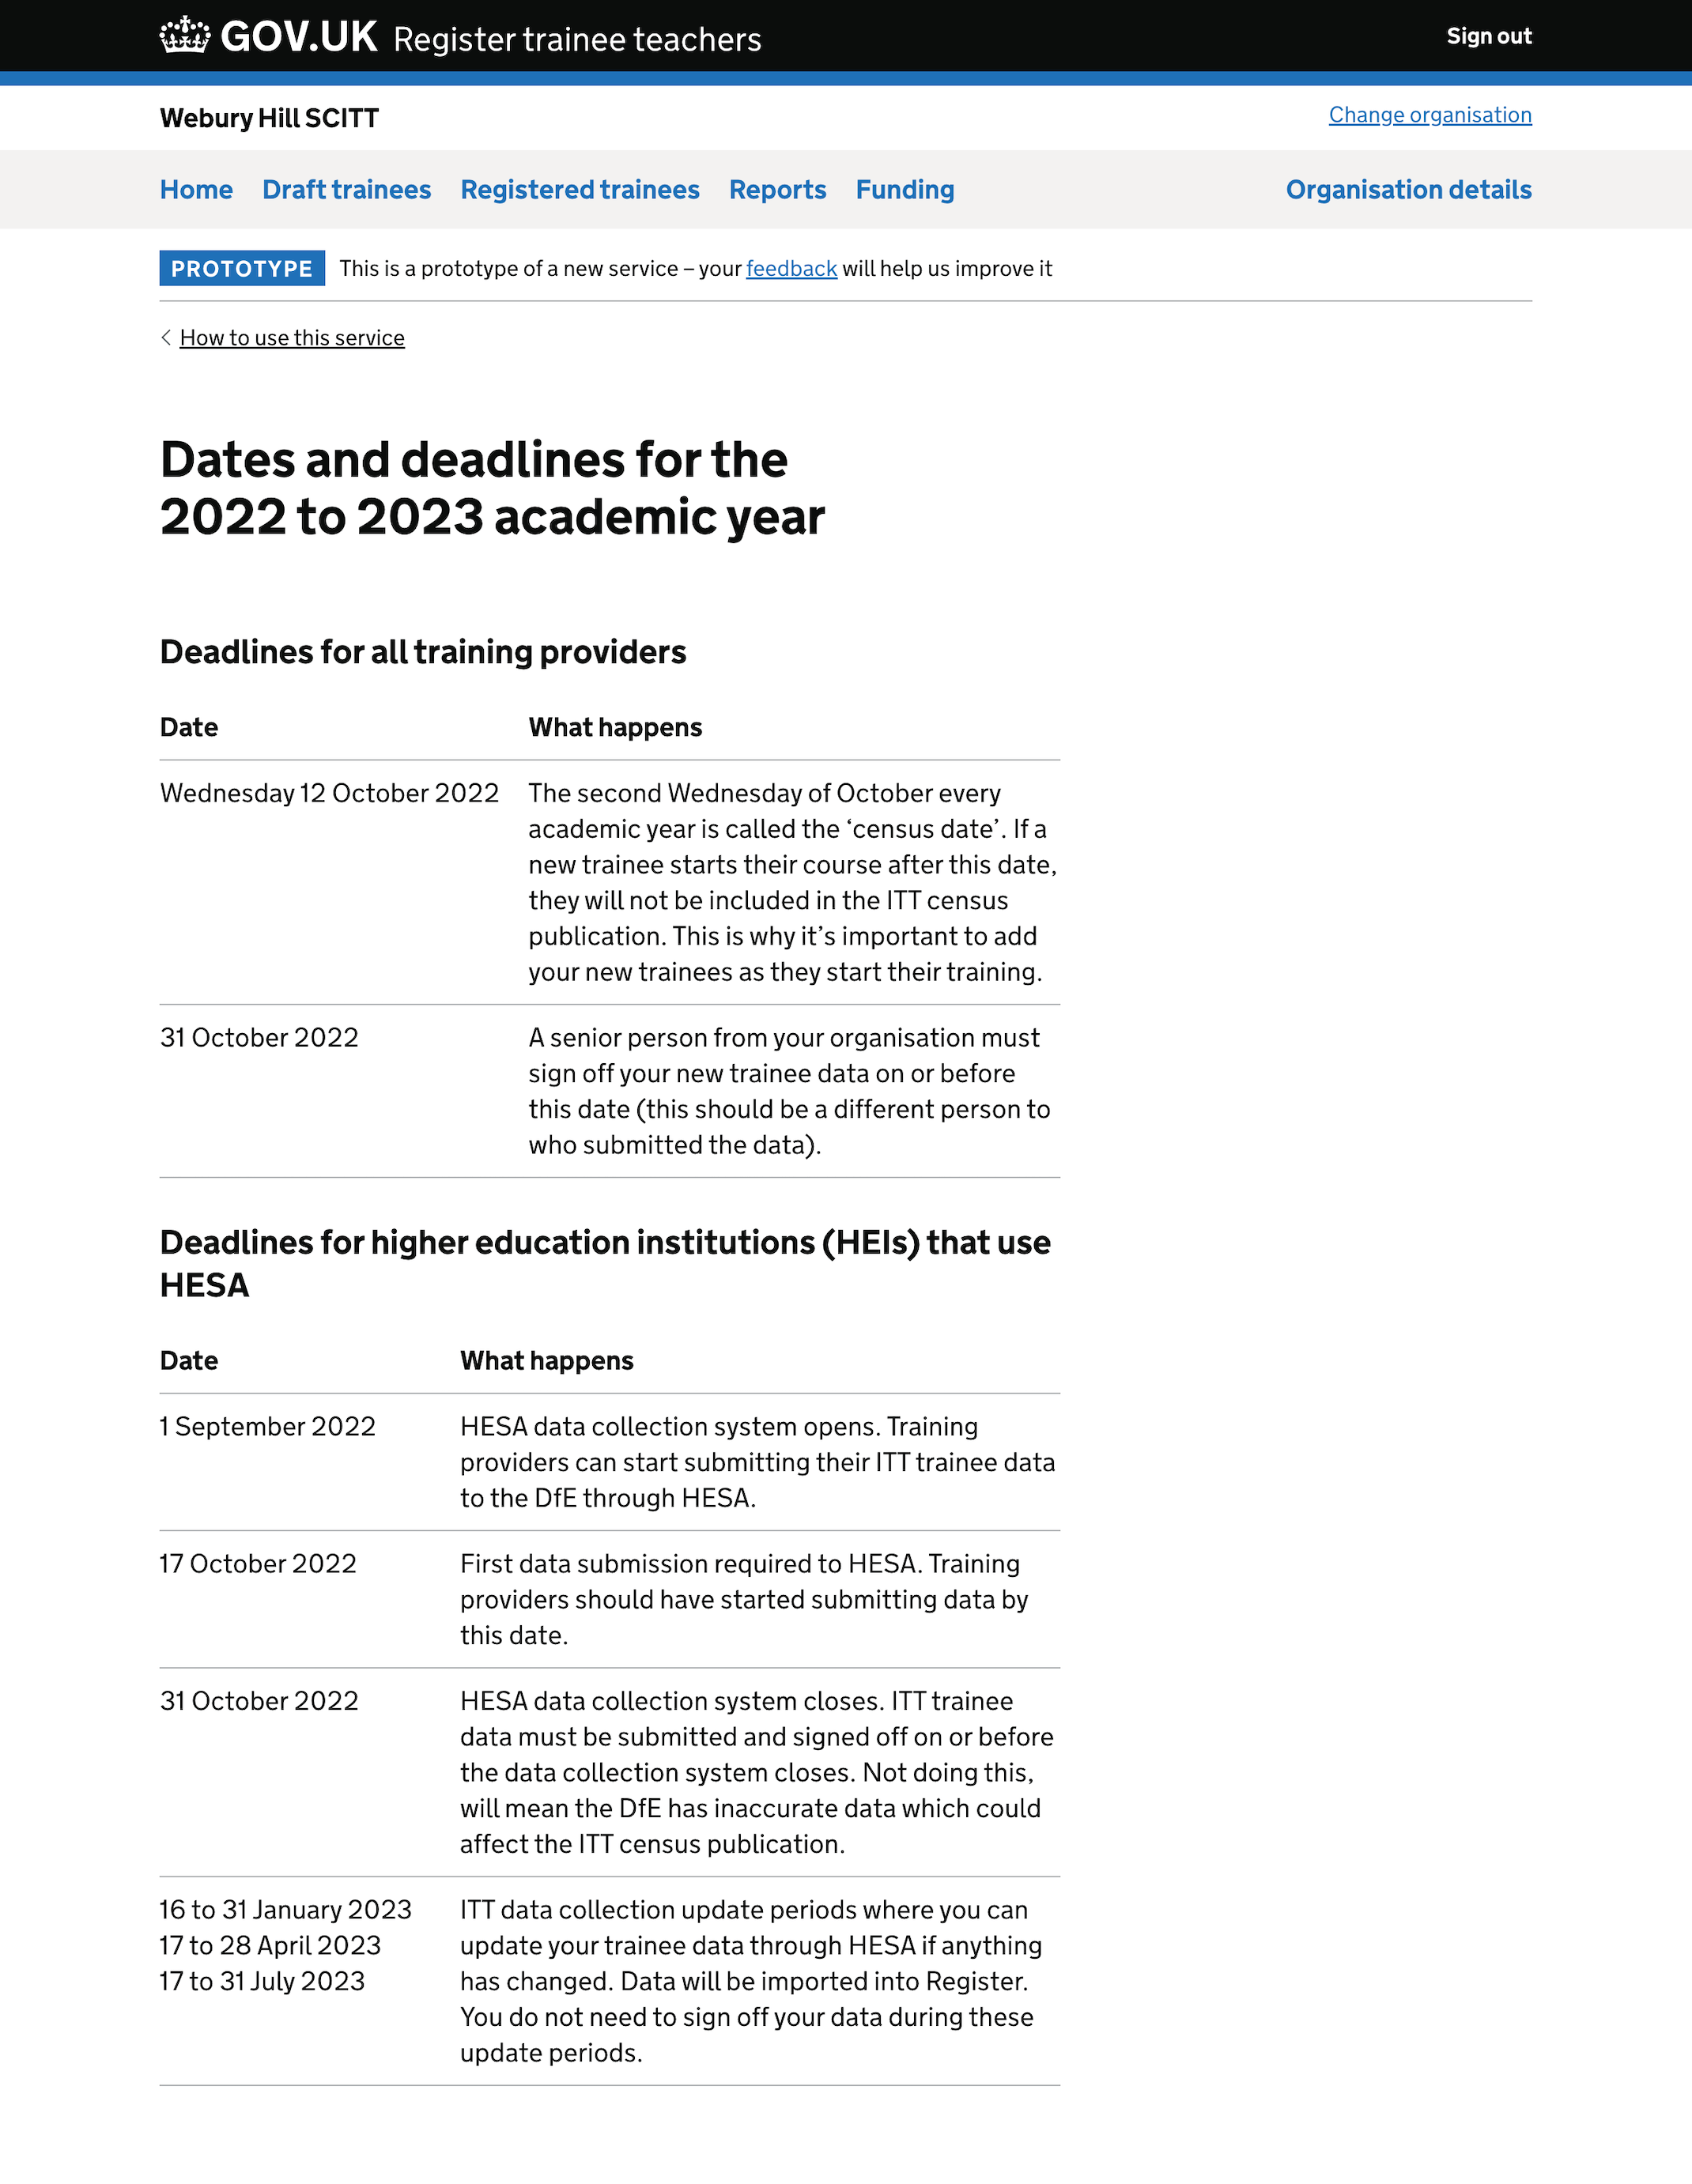 GOV.UK Register trainee teachers
Sign out
Webury Hill SCITT
Change organisation
Home
Draft trainees
Registered trainees
Reports
Funding
Organisation details
PROTOTYPE
This is a prototype of a new service – your feedback will help us improve it
How to use this service
Dates and deadlines for the
2022 to 2023 academic year
Deadlines for all training providers
Date
What happens
Wednesday 12 October 2022
The second Wednesday of October every
academic year is called the ‘census date’. If a
new trainee starts their course after this date,
they will not be included in the ITT census
publication. This is why it’s important to add
your new trainees as they start their training.
31 October 2022
A senior person from your organisation must
sign off your new trainee data on or before
this date (this should be a different person to
who submitted the data).
Deadlines for higher education institutions (HEIs) that use
HESA
Date
What happens
1 September 2022
HESA data collection system opens. Training
providers can start submitting their ITT trainee data
to the DfE through HESA.
17 October 2022
First data submission required to HESA. Training
providers should have started submitting data by
this date.
31 October 2022
HESA data collection system closes. ITT trainee
data must be submitted and signed off on or before
the data collection system closes. Not doing this,
will mean the DfE has inaccurate data which could
affect the ITT census publication.
16 to 31 January 2023
17 to 28 April 2023
17 to 31 July 2023
ITT data collection update periods where you can
update your trainee data through HESA if anything
has changed. Data will be imported into Register.
You do not need to sign off your data during these
update periods.